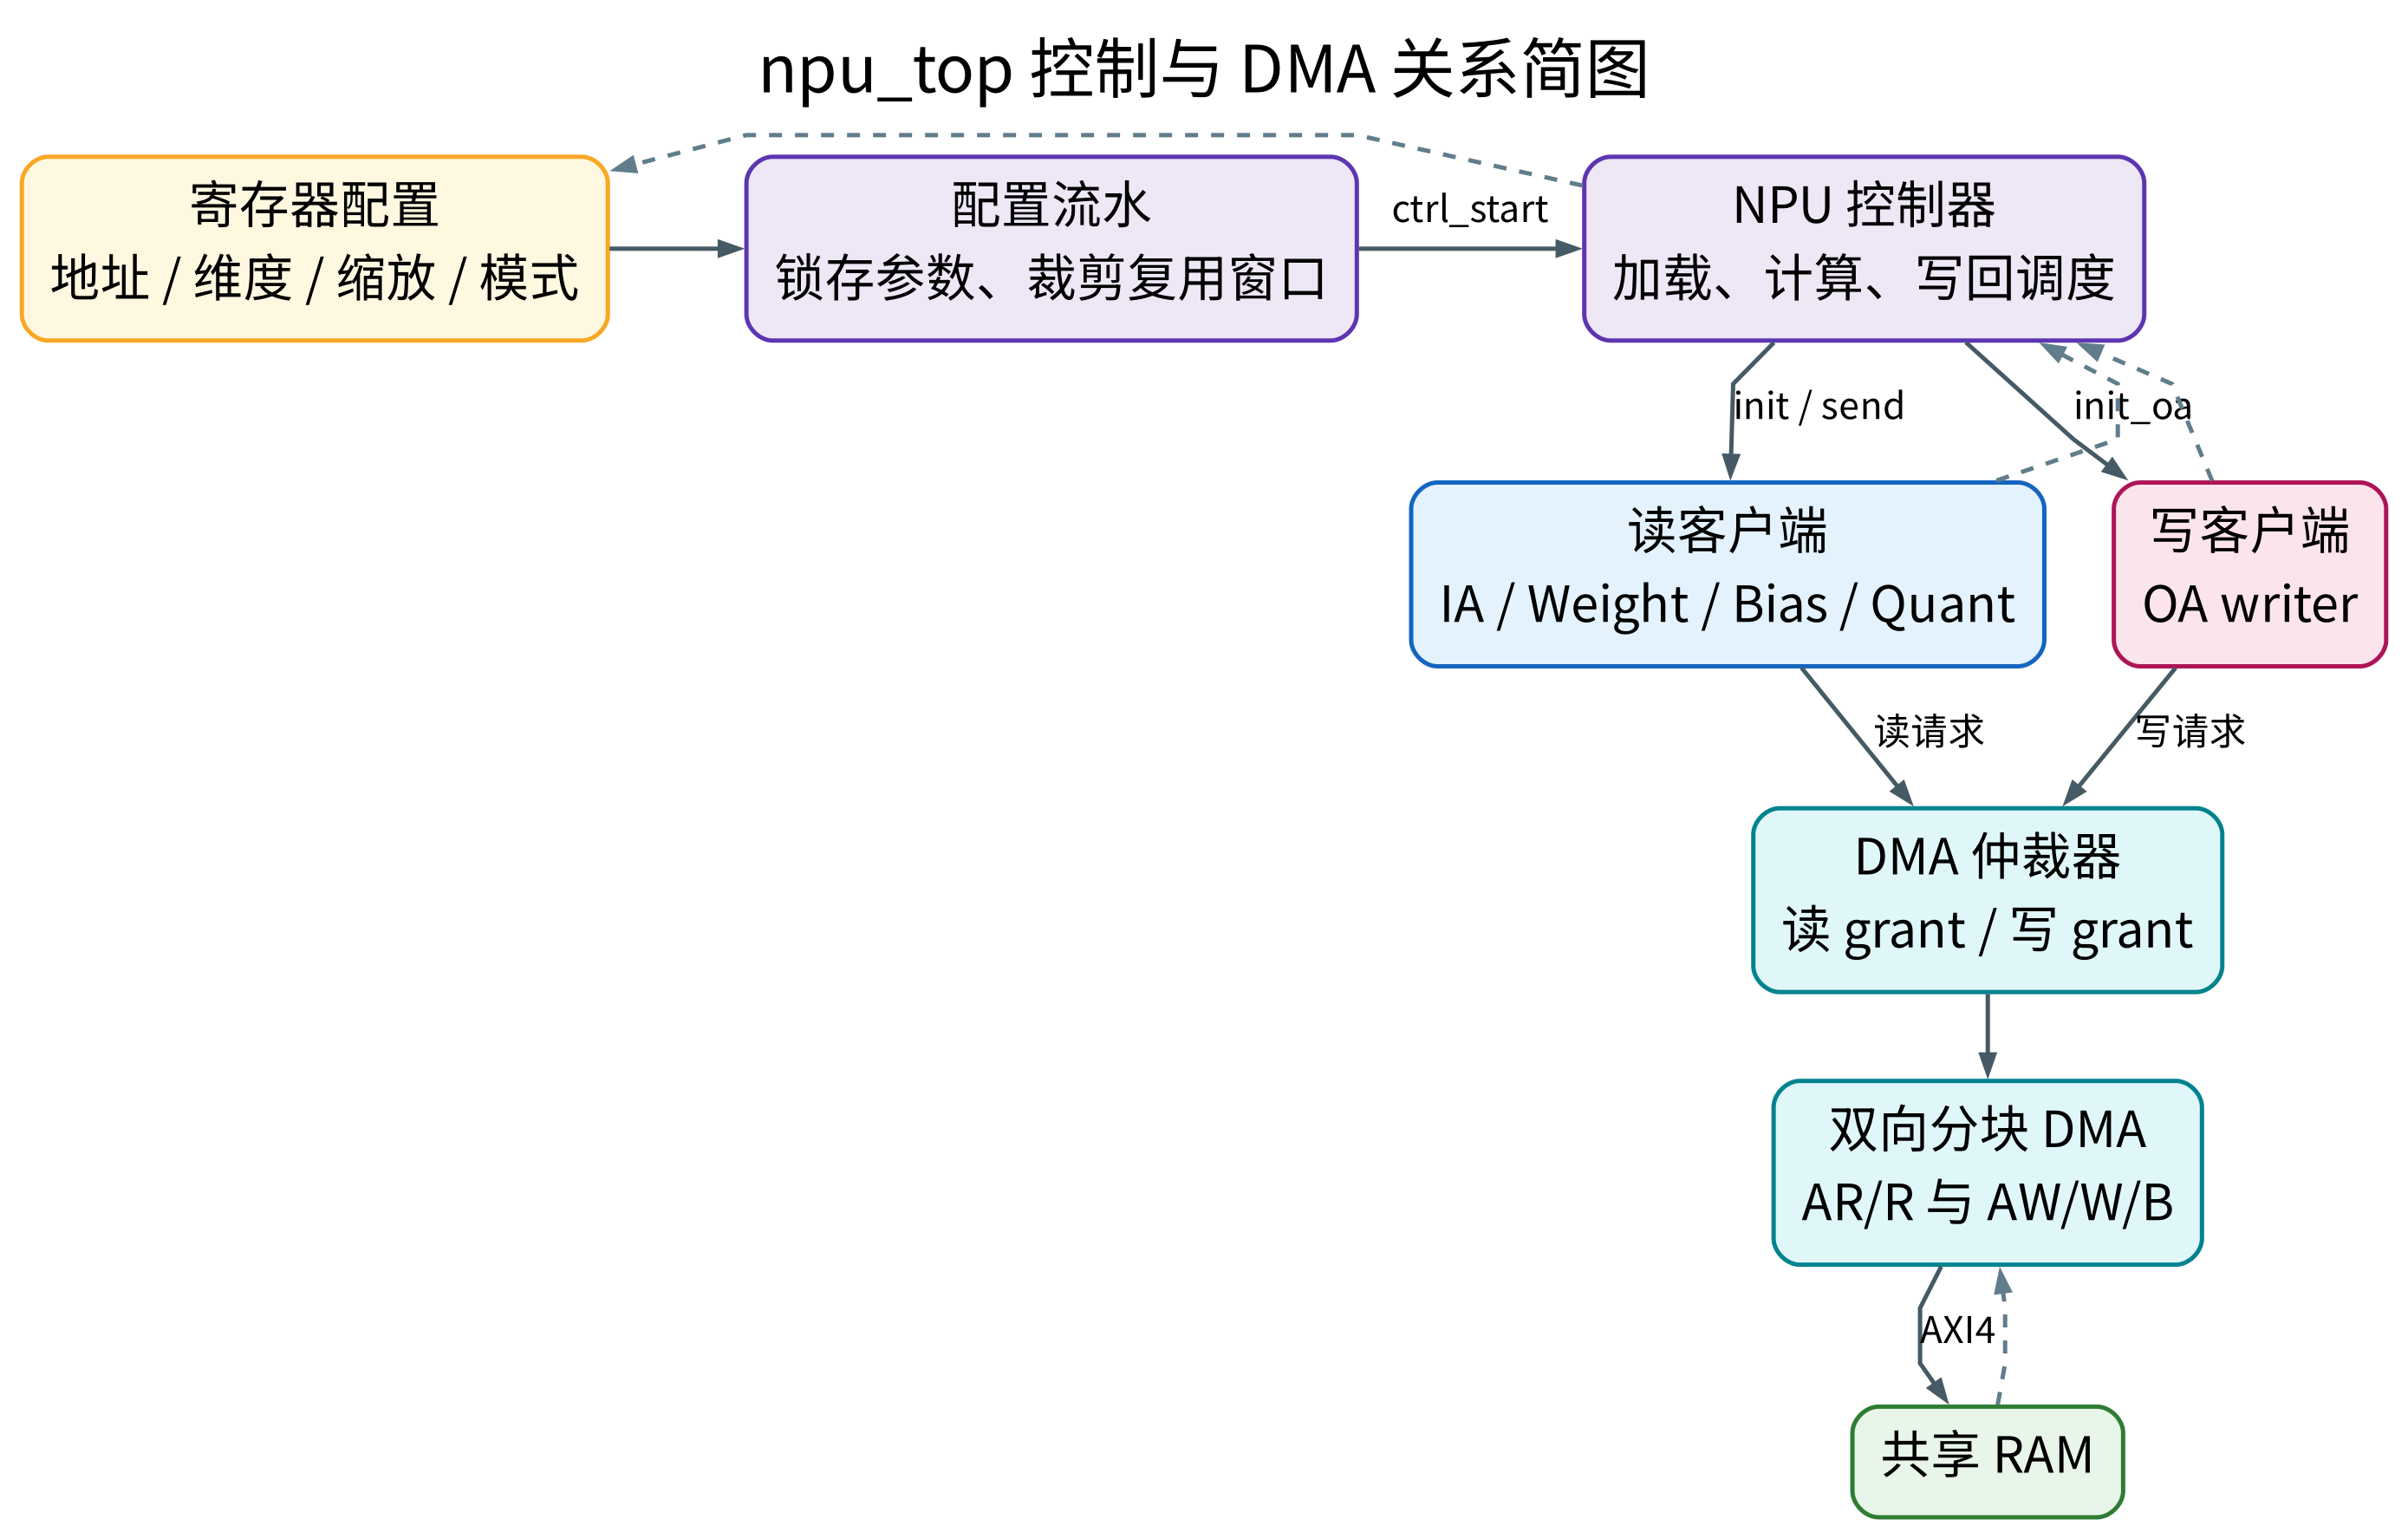 npu_top 控制与 DMA 关系简图
寄存器配置
地址 / 维度 / 缩放 / 模式
配置流水
锁存参数、裁剪复用窗口
ctrl_start
NPU 控制器
加载、计算、写回调度
init / send
init_oa
读客户端
IA / Weight / Bias / Quant
写客户端
OA writer
读请求
写请求
DMA 仲裁器
读 grant / 写 grant
双向分块 DMA
AR/R 与 AW/W/B
AXI4
共享 RAM